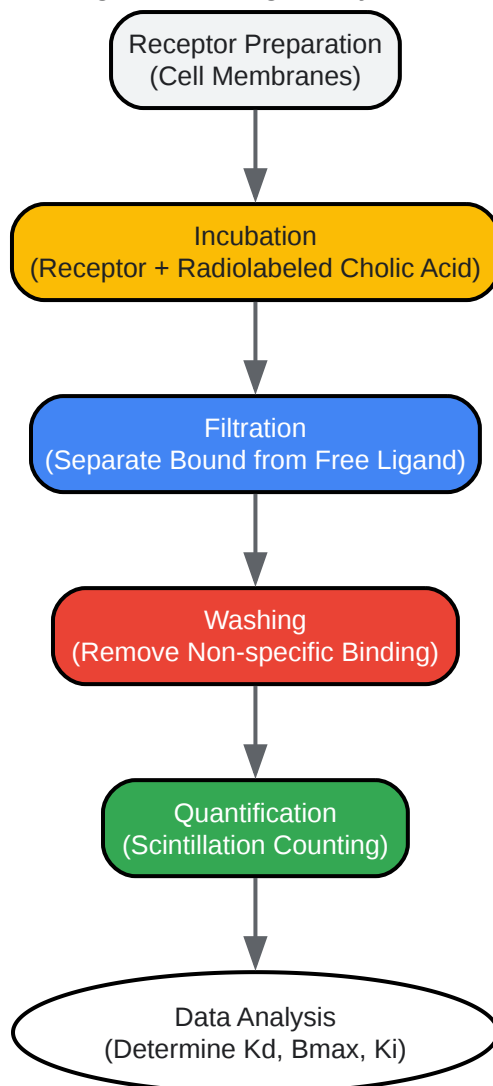 Receptor Preparation
(Cell Membranes)
Incubation
(Receptor + Radiolabeled Cholic Acid)
Filtration
(Separate Bound from Free Ligand)
Washing
(Remove Non-specific Binding)
Quantification
(Scintillation Counting)
Data Analysis
(Determine Kd, Bmax, Ki)